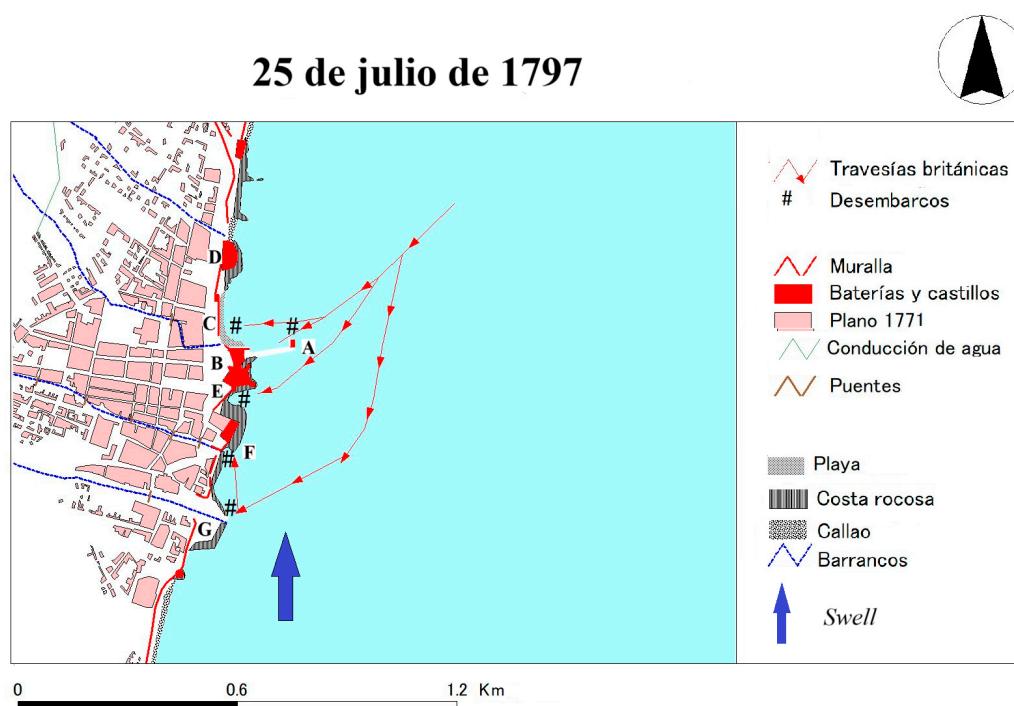 25 de julio de 1797
Travesías británicas
# Desembarcos
Muralla
Baterías y castillos
Plano 1771
Conducción de agua
Puentes
Playa
Costa rocosa
Callao
Barrancos
Swell
D
C #
#
A
B
E
#
F
#
#
G
0 0.6 1.2 Km